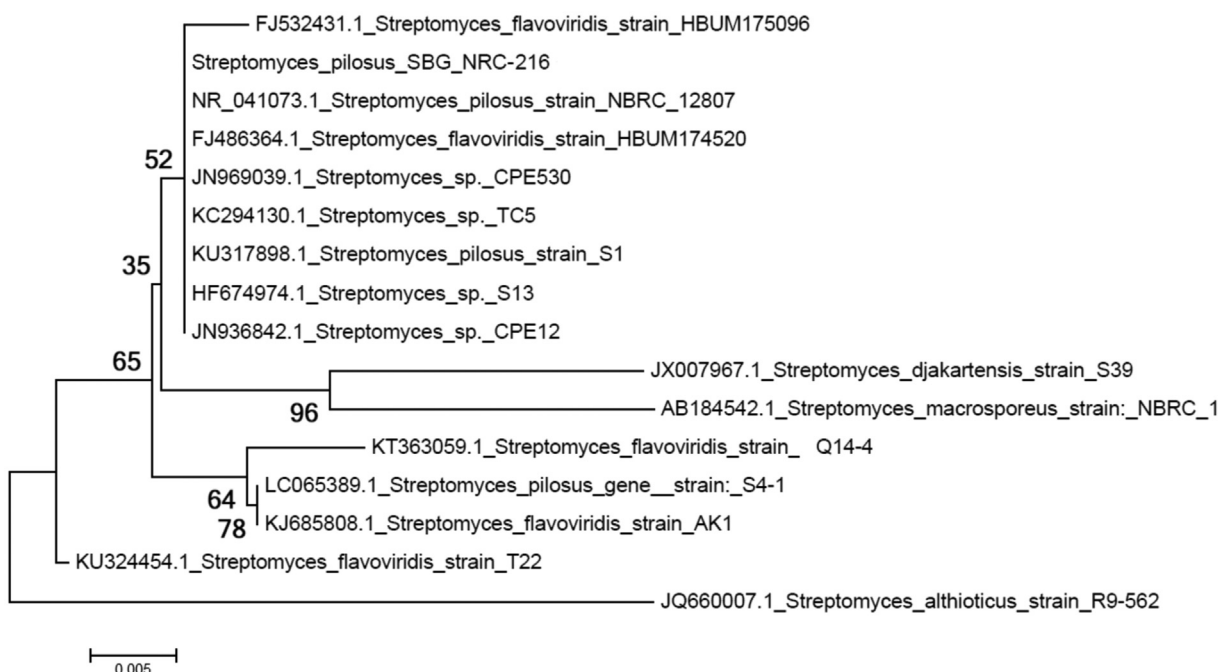 FJ532431.1_Streptomyces_flavoviridis_strain_HBUM175096
Streptomyces_pilosus_SBG_NRC-216
NR_041073.1_Streptomyces_pilosus_strain_NBRC_12807
FJ486364.1_Streptomyces_flavoviridis_strain_HBUM174520
52
JN969039.1_Streptomyces_sp._CPE530
KC294130.1_Streptomyces_sp._TC5
KU317898.1_Streptomyces_pilosus_strain_S1
35
HF674974.1_Streptomyces_sp._S13
JN936842.1_Streptomyces_sp._CPE12
65
JX007967.1_Streptomyces_djakartensis_strain_S39
96
AB184542.1_Streptomyces_macrosporeus_strain:_NBRC_1
KT363059.1_Streptomyces_flavoviridis_strain_ Q14-4
LC065389.1_Streptomyces_pilosus_gene__strain:_S4-1
64
78
KJ685808.1_Streptomyces_flavoviridis_strain_AK1
KU324454.1_Streptomyces_flavoviridis_strain_T22
JQ660007.1_Streptomyces_althioticus_strain_R9-562
0.005